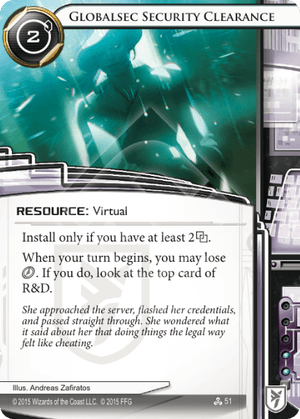 Globalsec Security Clearance
2
Resource: Virtual
Install only if you have at least 2.
When your turn begins, you may lose
. If you do, look at the top card of
R&D.
She approached the server, flashed her credentials,
and passed straight through. She wondered what
it said about her that doing things the legal way
felt like cheating.
Illus. Andreas Zafiratos
© 2015 Wizards of the Coast LLC. © 2015 FFG
51